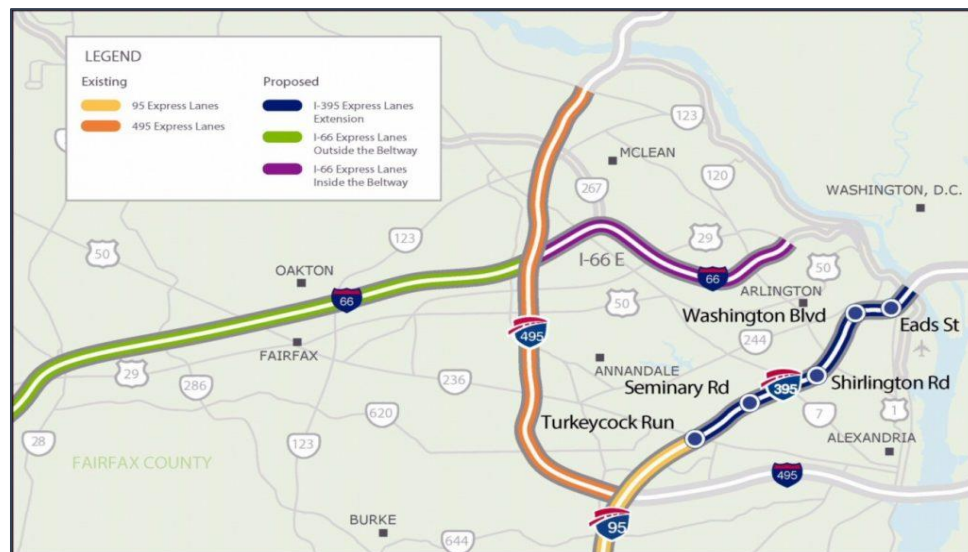 LEGEND
Existing
95 Express Lanes
495 Express Lanes
Proposed
I-395 Express Lanes
Extension
I-66 Express Lanes
Outside the Beltway
I-66 Express Lanes
Inside the Beltway
123
MCLEAN
120
WASHINGTON, D.C.
267
123
29
50
50
OAKTON
I-66 E
66
66
50
ARLINGTON
Washington Blvd
Eads St
495
244
FAIRFAX
ANNANDALE
29
286
236
Seminary Rd
395
Shirlington Rd
620
Turkeycock Run
7
1
28
123
ALEXANDRIA
FAIRFAX COUNTY
495
BURKE
95
644